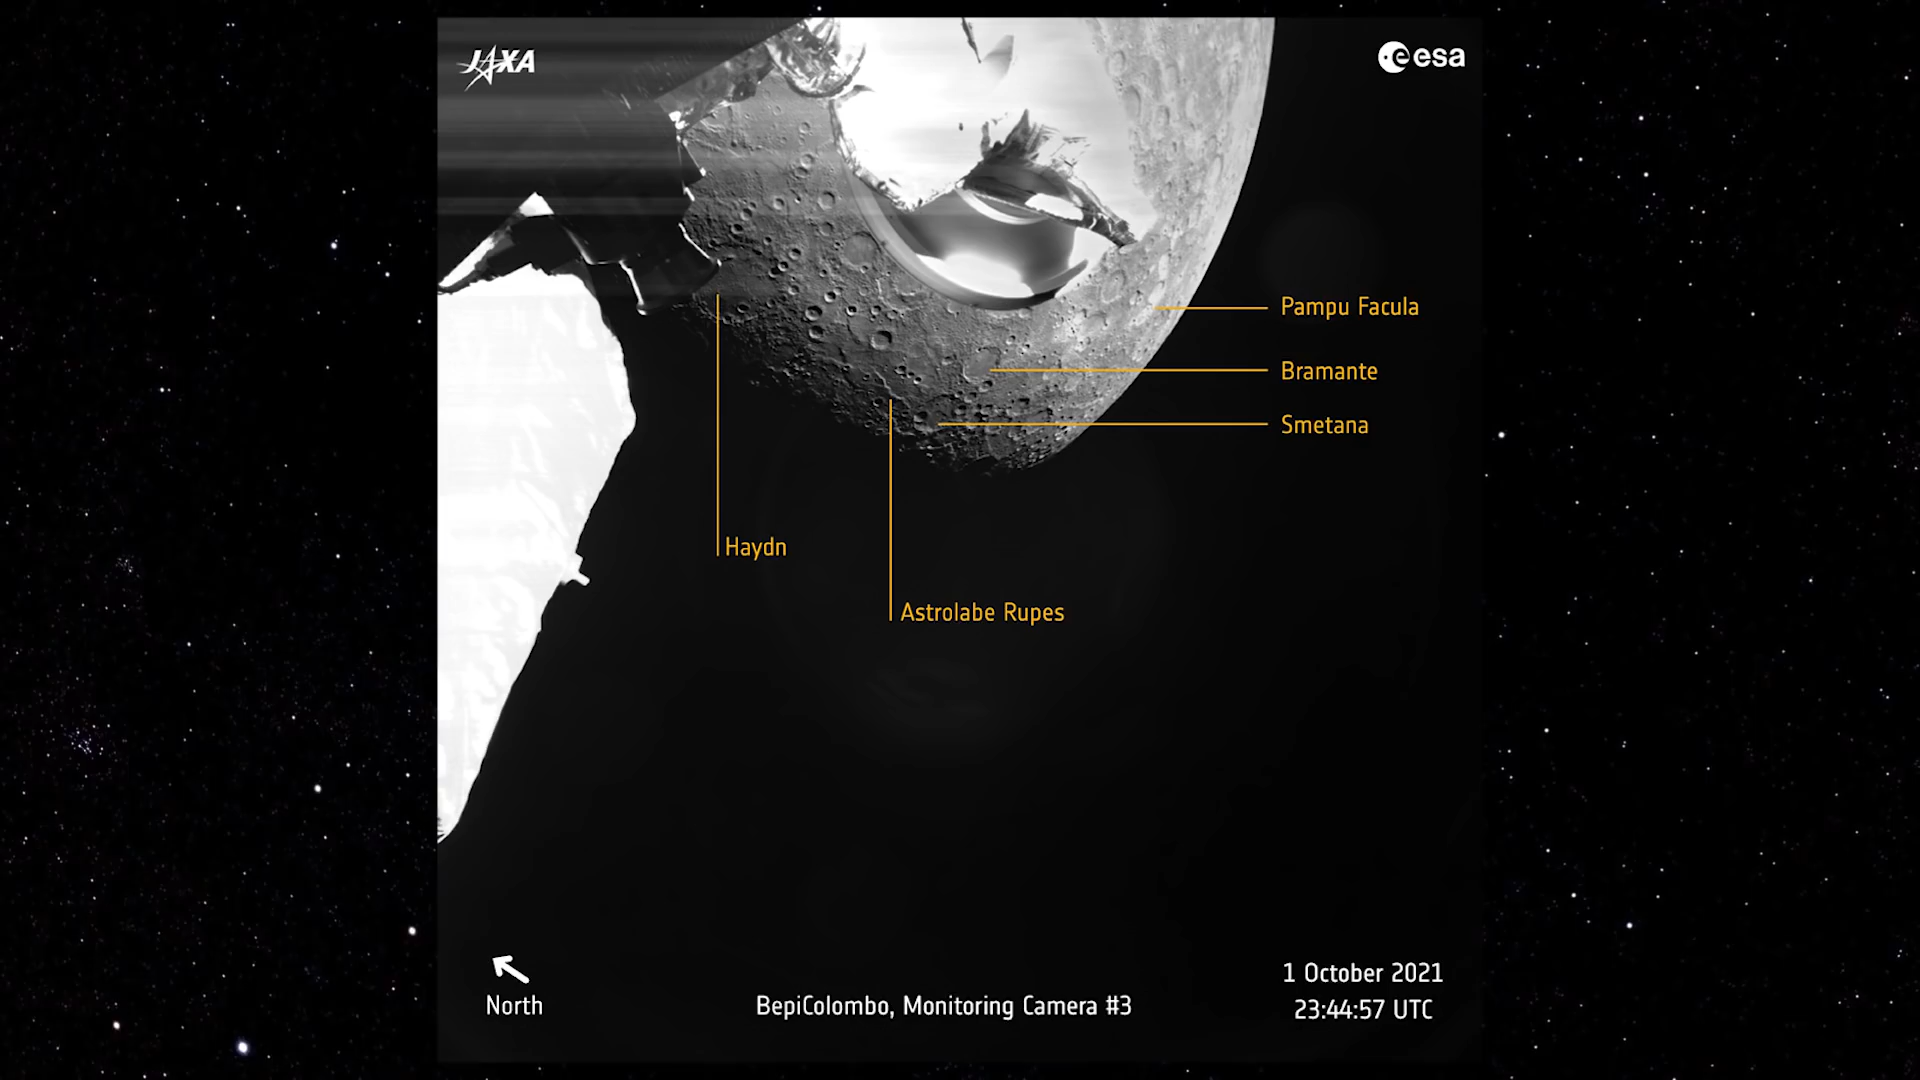 JAXA
esa
Pampu Facula
Bramante
Smetana
Haydn
Astrolabe Rupes
North
BepiColombo, Monitoring Camera #3
1 October 2021
23:44:57 UTC